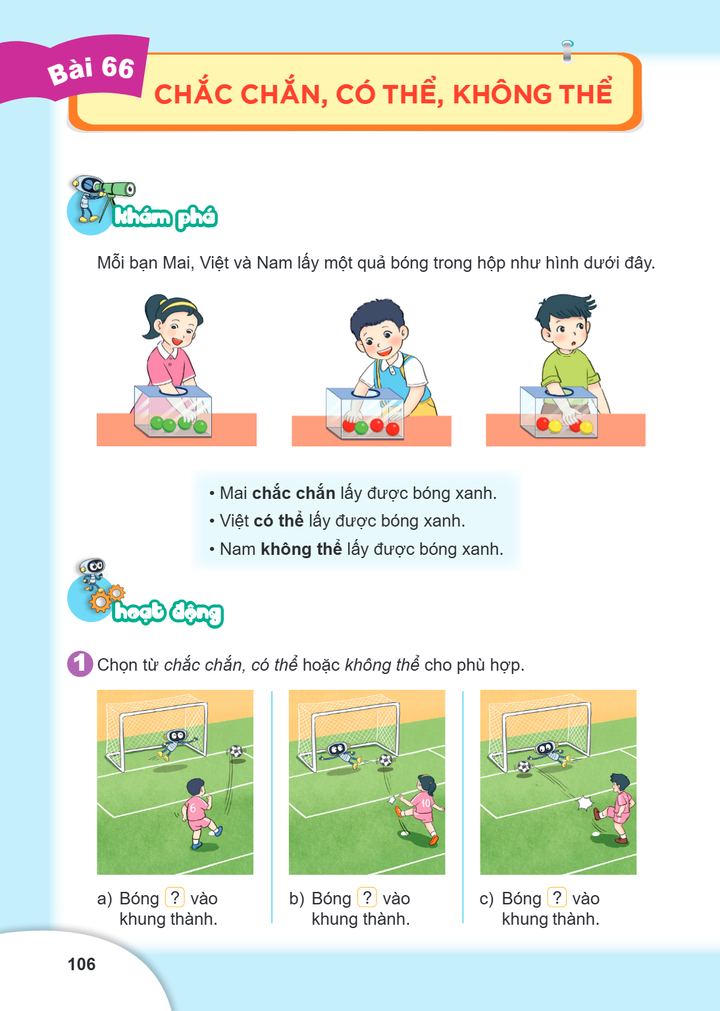 Bài 66
CHẮC CHẮN, CÓ THỂ, KHÔNG THỂ
khám phá
Mỗi bạn Mai, Việt và Nam lấy một quả bóng trong hộp như hình dưới đây.
• Mai chắc chắn lấy được bóng xanh.
• Việt có thể lấy được bóng xanh.
• Nam không thể lấy được bóng xanh.
hoạt động
1 Chọn từ chắc chắn, có thể hoặc không thể cho phù hợp.
6
10
a) Bóng ? vào
khung thành.
b) Bóng ? vào
khung thành.
c) Bóng ? vào
khung thành.
106